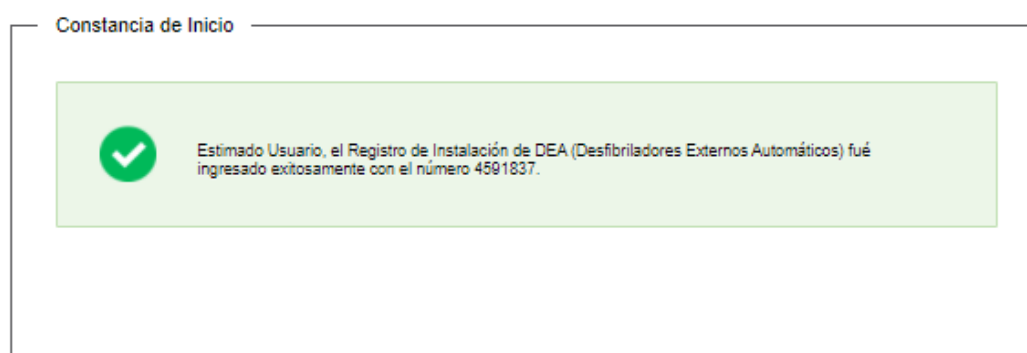 Constancia de Inicio
Estimado Usuario, el Registro de Instalación de DEA (Desfibriladores Externos Automáticos) fué
ingresado exitosamente con el número 4591837.